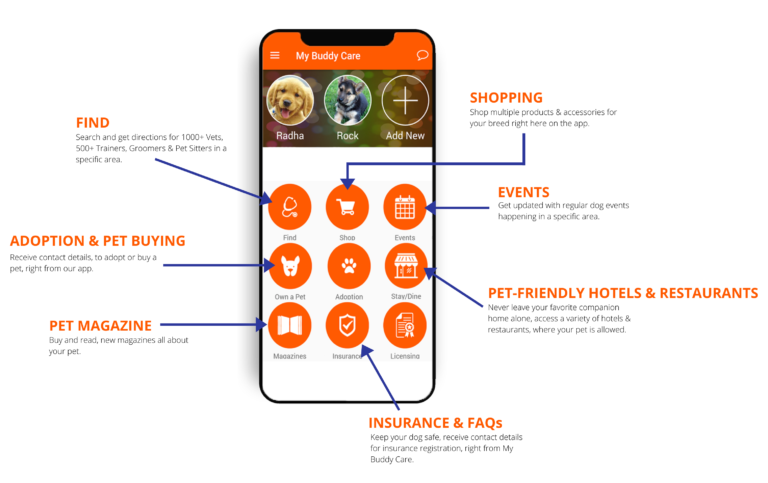 My Buddy Care
Radha
Rock
Add New
FIND
Search and get directions for 1000+ Vets,
500+ Trainers, Groomers & Pet Sitters in a
specific area.
SHOPPING
Shop multiple products & accessories for
your breed right here on the app.
EVENTS
Get updated with regular dog events
happening in a specific area.
Find
Shop
Events
ADOPTION & PET BUYING
Receive contact details, to adopt or buy a
pet, right from our app.
Own a Pet
Adoption
Stay/Dine
PET-FRIENDLY HOTELS & RESTAURANTS
Never leave your favorite companion
home alone, access a variety of hotels &
restaurants, where your pet is allowed.
PET MAGAZINE
Buy and read, new magazines all about
your pet.
Magazines
Insurance
Licensing
INSURANCE & FAQs
Keep your dog safe, receive contact details
for insurance registration, right from My
Buddy Care.